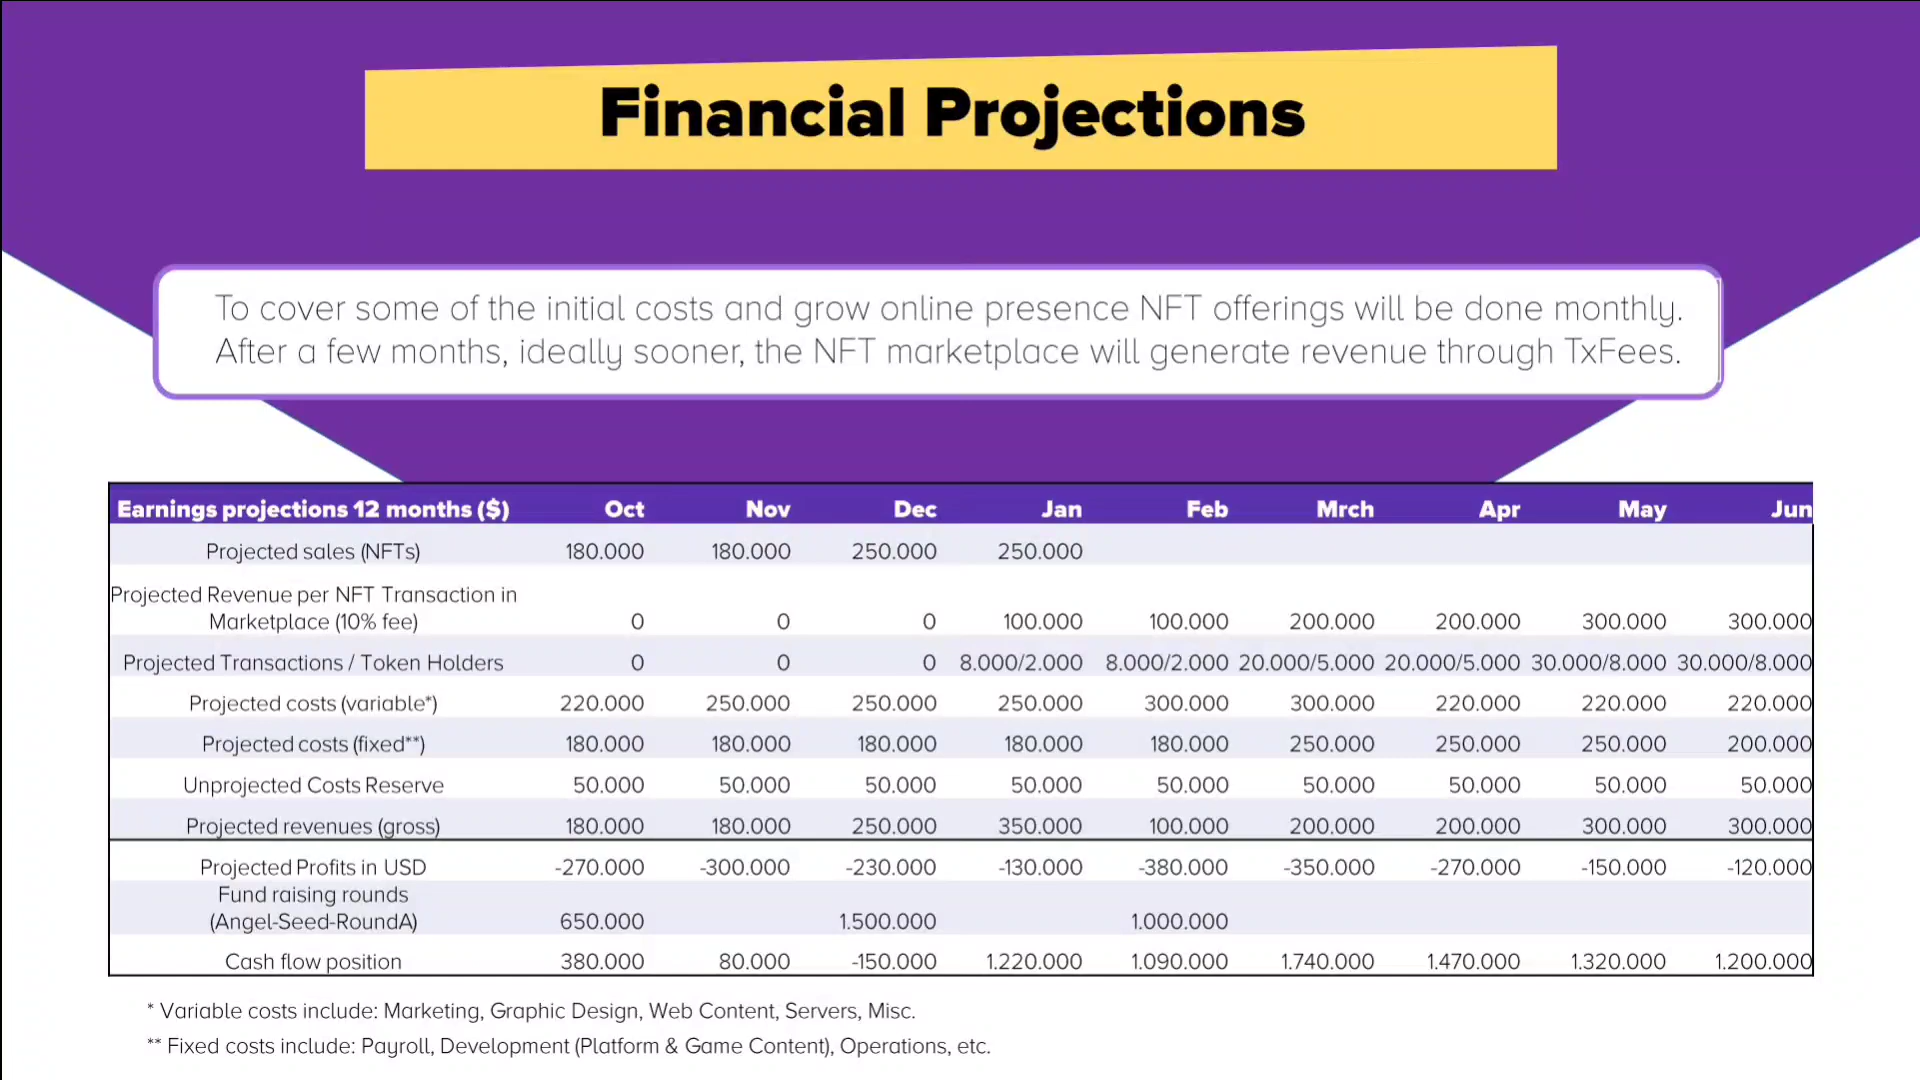 Financial Projections
To cover some of the initial costs and grow online presence NFT offerings will be done monthly.
After a few months, ideally sooner, the NFT marketplace will generate revenue through TxFees.
Earnings projections 12 months ($) Oct Nov Dec Jan Feb Mrch Apr May Jun
Projected sales (NFTs) 180.000 180.000 250.000 250.000
Projected Revenue per NFT Transaction in
Marketplace (10% fee) 0 0 0 100.000 100.000 200.000 200.000 300.000 300.000
Projected Transactions / Token Holders 0 0 0 8.000/2.000 8.000/2.000 20.000/5.000 20.000/5.000 30.000/8.000 30.000/8.000
Projected costs (variable*) 220.000 250.000 250.000 250.000 300.000 300.000 220.000 220.000 220.000
Projected costs (fixed**) 180.000 180.000 180.000 180.000 180.000 250.000 250.000 250.000 200.000
Unprojected Costs Reserve 50.000 50.000 50.000 50.000 50.000 50.000 50.000 50.000 50.000
Projected revenues (gross) 180.000 180.000 250.000 350.000 100.000 200.000 200.000 300.000 300.000
Projected Profits in USD -270.000 -300.000 -230.000 -130.000 -380.000 -350.000 -270.000 -150.000 -120.000
Fund raising rounds
(Angel-Seed-RoundA) 650.000 1.500.000 1.000.000
Cash flow position 380.000 80.000 -150.000 1.220.000 1.090.000 1.740.000 1.470.000 1.320.000 1.200.000
* Variable costs include: Marketing, Graphic Design, Web Content, Servers, Misc.
** Fixed costs include: Payroll, Development (Platform & Game Content), Operations, etc.